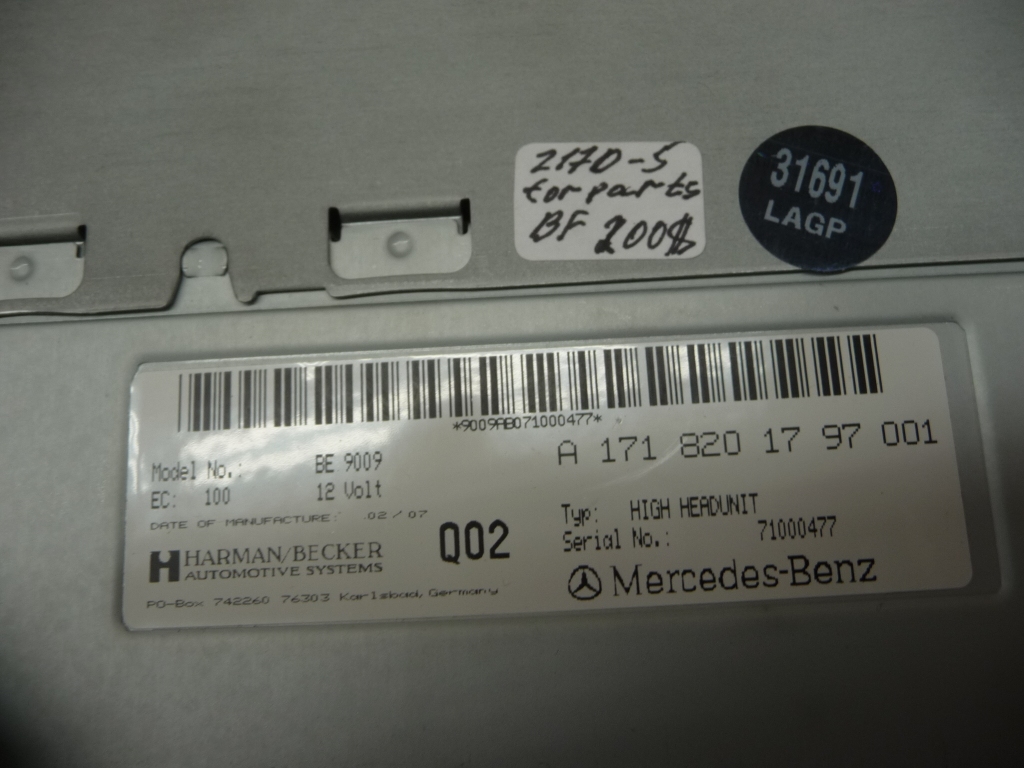 2170-5
for parts
BF 200$
31691
LAGP
*9009AB071000477*
A 171 820 17 97 001
Model No.: BE 9009
EC: 100 12 Volt
DATE OF MANUFACTURE: 02/07
Q02
Typ: HIGH HEADUNIT
Serial No.: 71000477
HARMAN/BECKER
AUTOMOTIVE SYSTEMS
Mercedes-Benz
PO-Box 742260 76303 Karlsbad, Germany